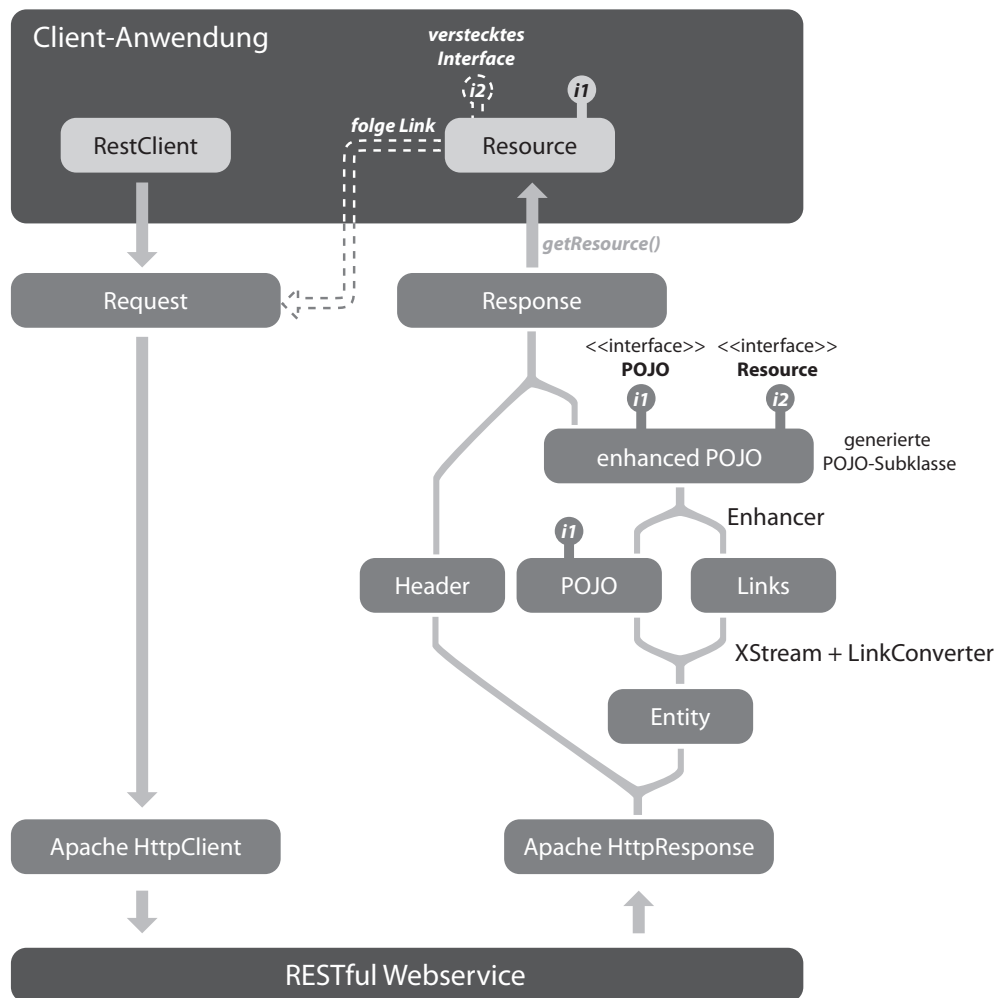 Client-Anwendung
verstecktes
Interface
i2
i1
folge Link
RestClient
Resource
getResource()
Request
Response
<<interface>> <<interface>>
POJO Resource
i1 i2
enhanced POJO
generierte
POJO-Subklasse
Enhancer
i1
Header
POJO
Links
XStream + LinkConverter
Entity
Apache HttpClient
Apache HttpResponse
RESTful Webservice